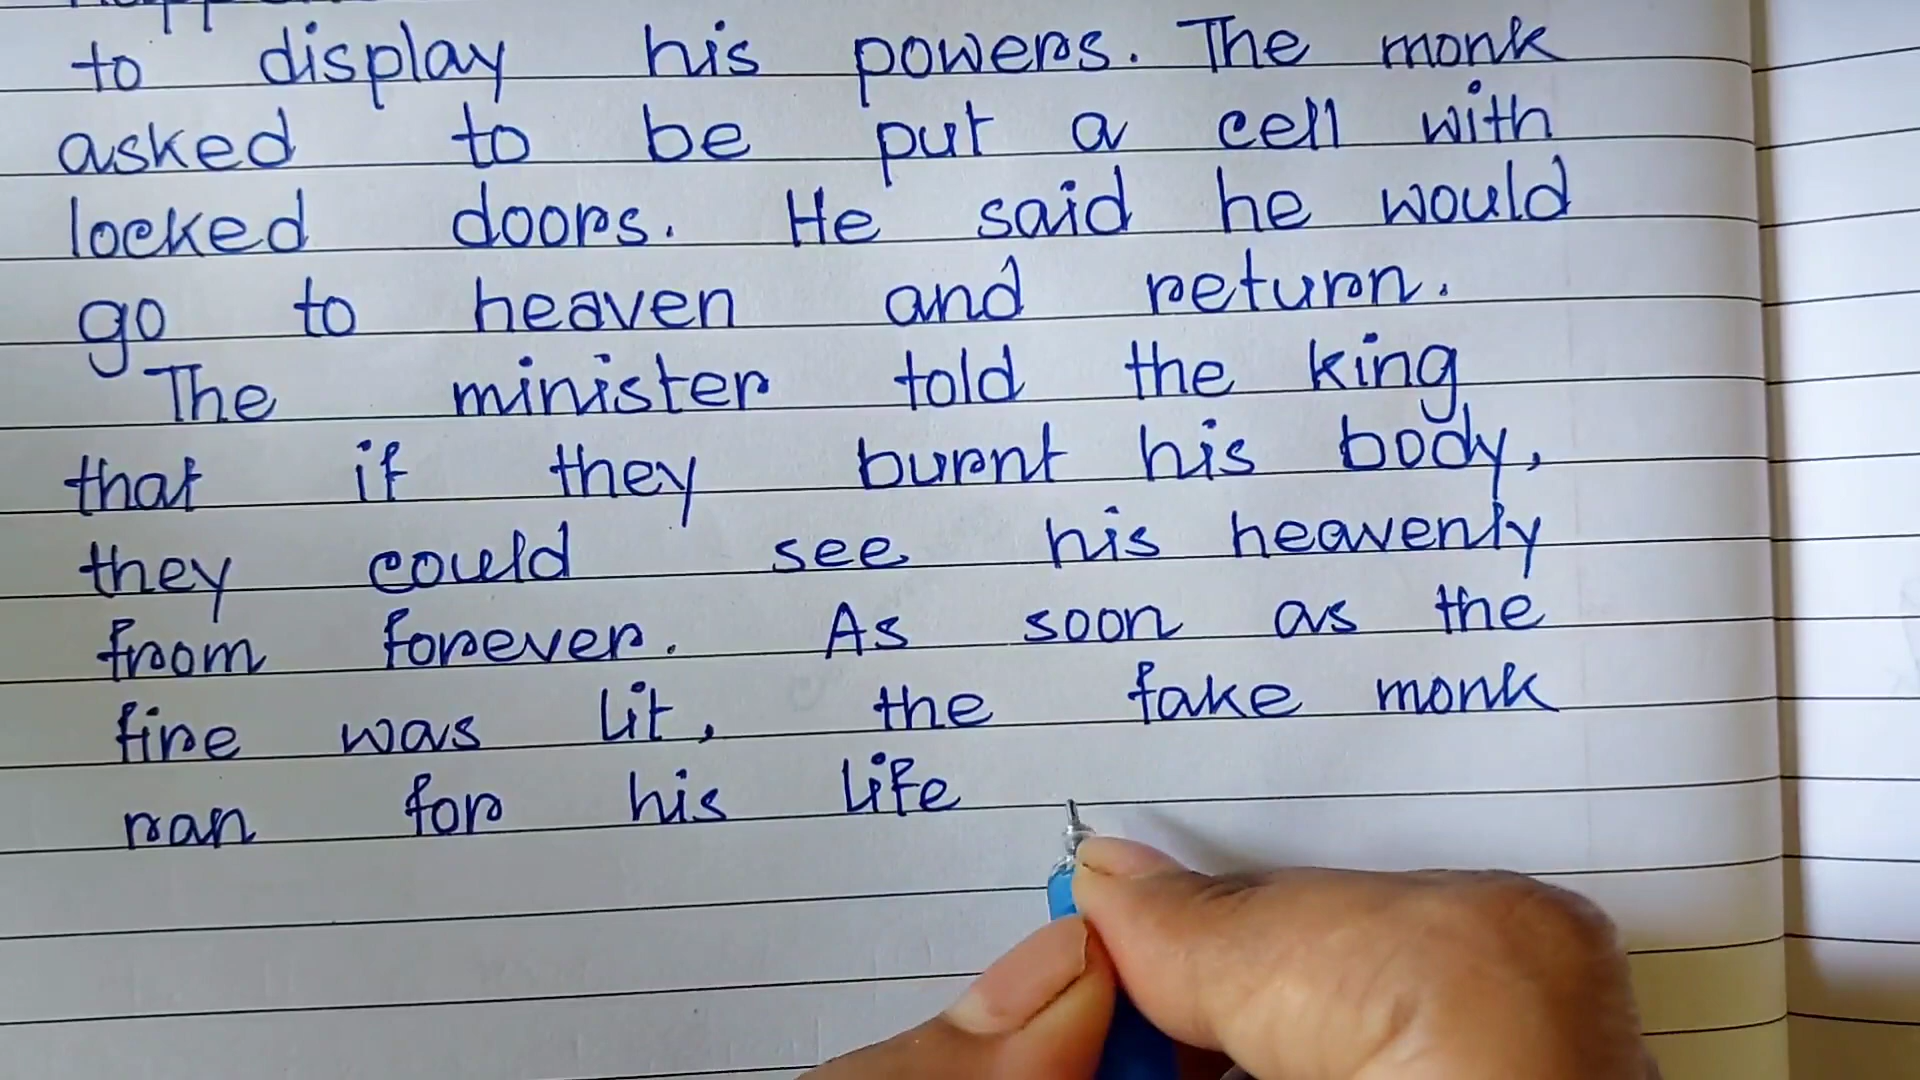 to display his powers. The monk
asked to be put a cell with
locked doors. He said he would
go to heaven and return.
The minister told the king
that if they burnt his body,
they could see his heavenly
from forever. As soon as the
fire was lit, the fake monk
ran for his life